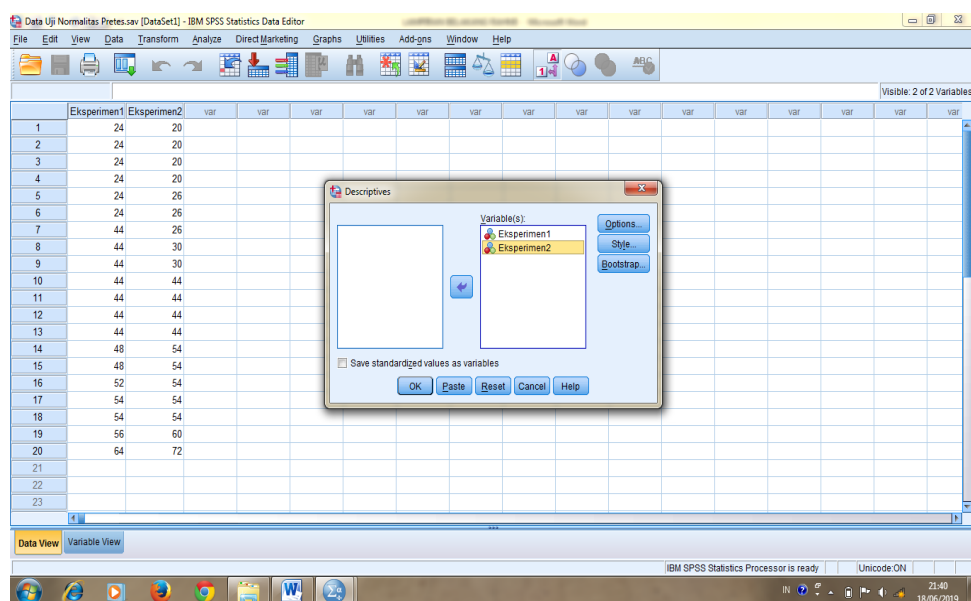 Data Uji Normalitas Pretes.sav [DataSet1] - IBM SPSS Statistics Data Editor
File Edit View Data Transform Analyze Direct Marketing Graphs Utilities Add-ons Window Help
Visible: 2 of 2 Variables
Eksperimen1 Eksperimen2 var var var var var var var var var var var var var
1 24 20
2 24 20
3 24 20
4 24 20
5 24 26
6 24 26
7 44 26
8 44 30
9 44 30
10 44 44
11 44 44
12 44 44
13 44 44
14 48 54
15 48 54
16 52 54
17 54 54
18 54 54
19 56 60
20 64 72
21
22
23
Descriptives
Variable(s):
Eksperimen1
Eksperimen2
Options...
Style...
Bootstrap...
Save standardized values as variables
OK Paste Reset Cancel Help
Data View Variable View
IBM SPSS Statistics Processor is ready Unicode:ON
IN 21:40
18/06/2019